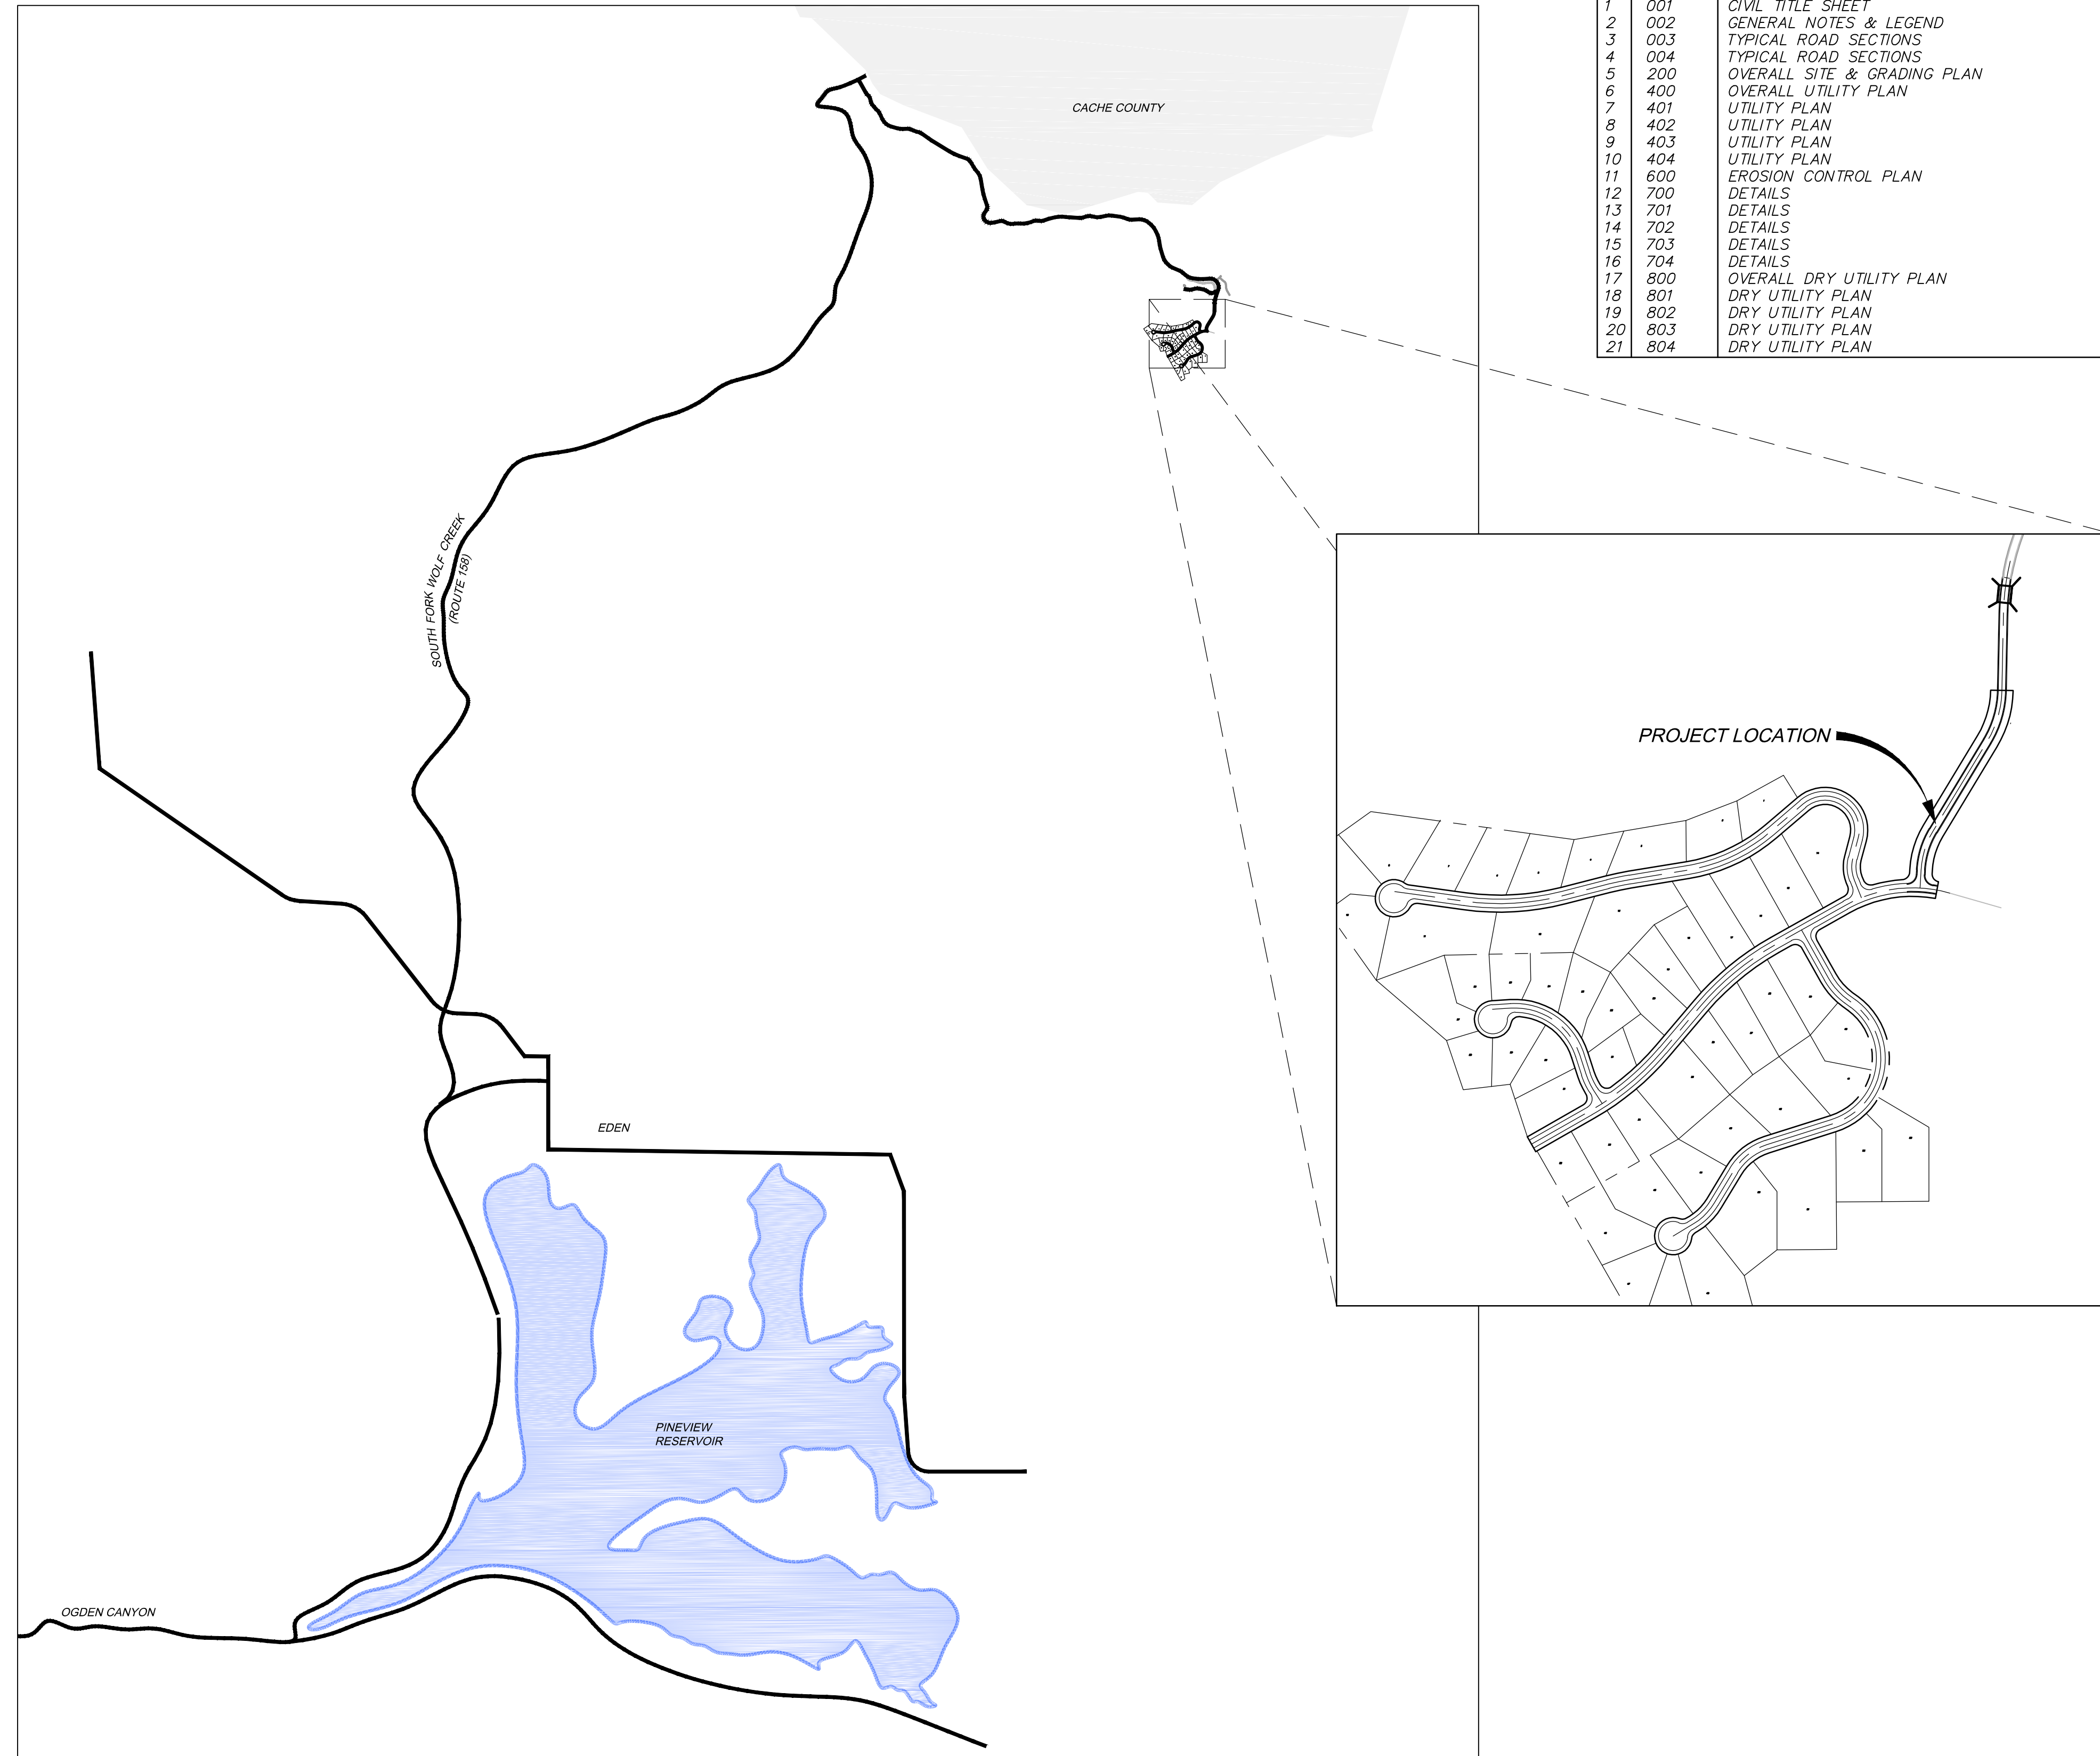 1 001 CIVIL TITLE SHEET
2 002 GENERAL NOTES & LEGEND
3 003 TYPICAL ROAD SECTIONS
4 004 TYPICAL ROAD SECTIONS
5 200 OVERALL SITE & GRADING PLAN
6 400 OVERALL UTILITY PLAN
7 401 UTILITY PLAN
8 402 UTILITY PLAN
9 403 UTILITY PLAN
10 404 UTILITY PLAN
11 600 EROSION CONTROL PLAN
12 700 DETAILS
13 701 DETAILS
14 702 DETAILS
15 703 DETAILS
16 704 DETAILS
17 800 OVERALL DRY UTILITY PLAN
18 801 DRY UTILITY PLAN
19 802 DRY UTILITY PLAN
20 803 DRY UTILITY PLAN
21 804 DRY UTILITY PLAN
CACHE COUNTY
SOUTH FORK WOLF CREEK
(ROUTE 158)
PROJECT LOCATION
EDEN
PINEVIEW
RESERVOIR
OGDEN CANYON